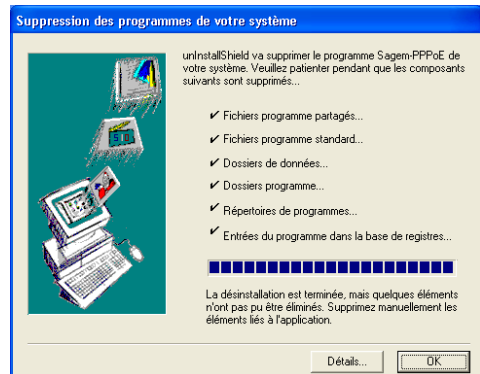 Suppression des programmes de votre système
unInstallShield va supprimer le programme Sagem-PPPoE de
votre système. Veuillez patienter pendant que les composants
suivants sont supprimés...
✔ Fichiers programme partagés...
✔ Fichiers programme standard...
✔ Dossiers de données...
✔ Dossiers programme...
✔ Répertoires de programmes...
✔ Entrées du programme dans la base de registres...
La désinstallation est terminée, mais quelques éléments
n'ont pas pu être éliminés. Supprimez manuellement les
éléments liés à l'application.
Détails...
OK